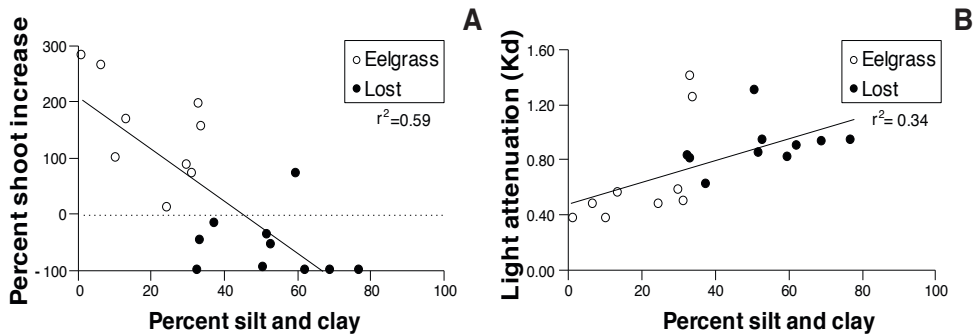 A
Percent shoot increase
300
200
100
0
- 100
0
20
40
60
80
100
Percent silt and clay
Eelgrass
Lost
r²=0.59
B
Light attenuation (Kd)
1.60
1.20
0.80
0.40
0.00
0
20
40
60
80
100
Percent silt and clay
Eelgrass
Lost
r²= 0.34